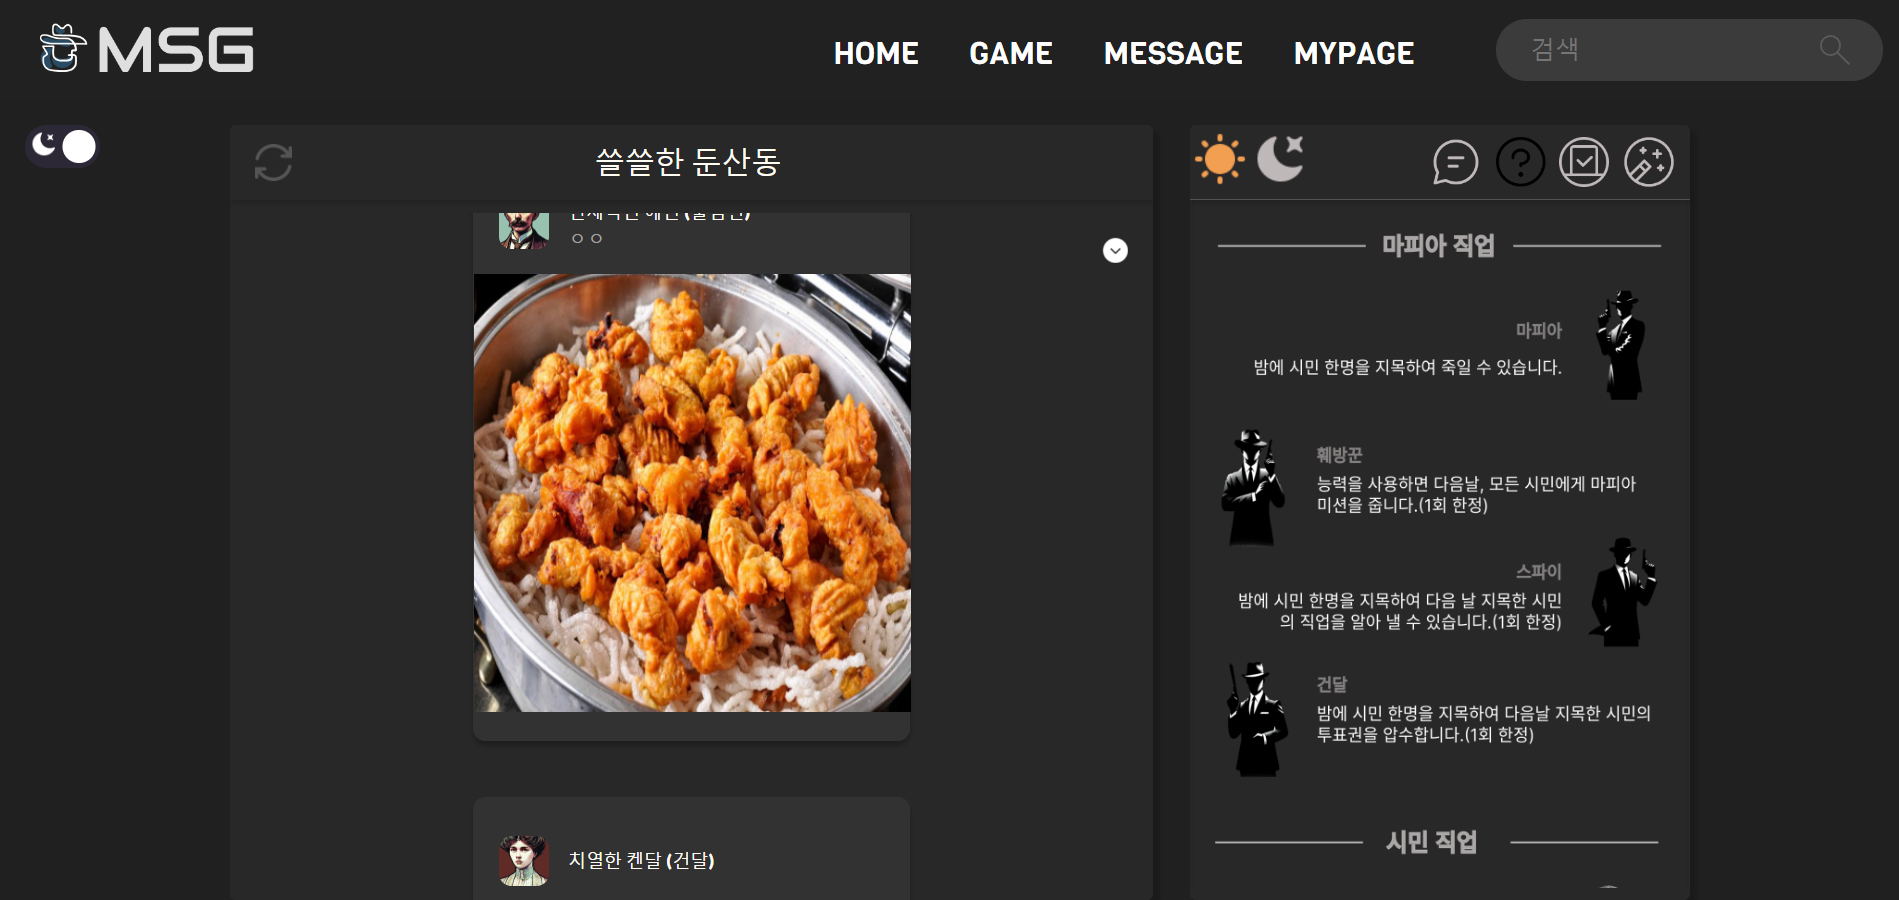 MSG
HOME GAME MESSAGE MYPAGE
검색
쓸쓸한 둔산동
ㅇㅇ
치열한 켄달 (건달)
마피아 직업
마피아
밤에 시민 한명을 지목하여 죽일 수 있습니다.
훼방꾼
능력을 사용하면 다음날, 모든 시민에게 마피아
미션을 줍니다.(1회 한정)
스파이
밤에 시민 한명을 지목하여 다음 날 지목한 시민
의 직업을 알아 낼 수 있습니다.(1회 한정)
건달
밤에 시민 한명을 지목하여 다음날 지목한 시민의
투표권을 압수합니다.(1회 한정)
시민 직업